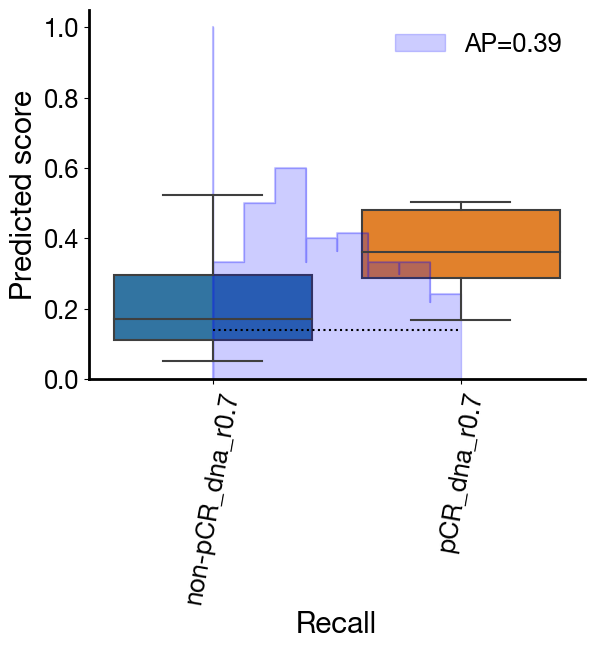 AP=0.39
Predicted score
1.0
0.8
0.6
0.4
0.2
0.0
non-pCR_dna_r0.7
pCR_dna_r0.7
Recall